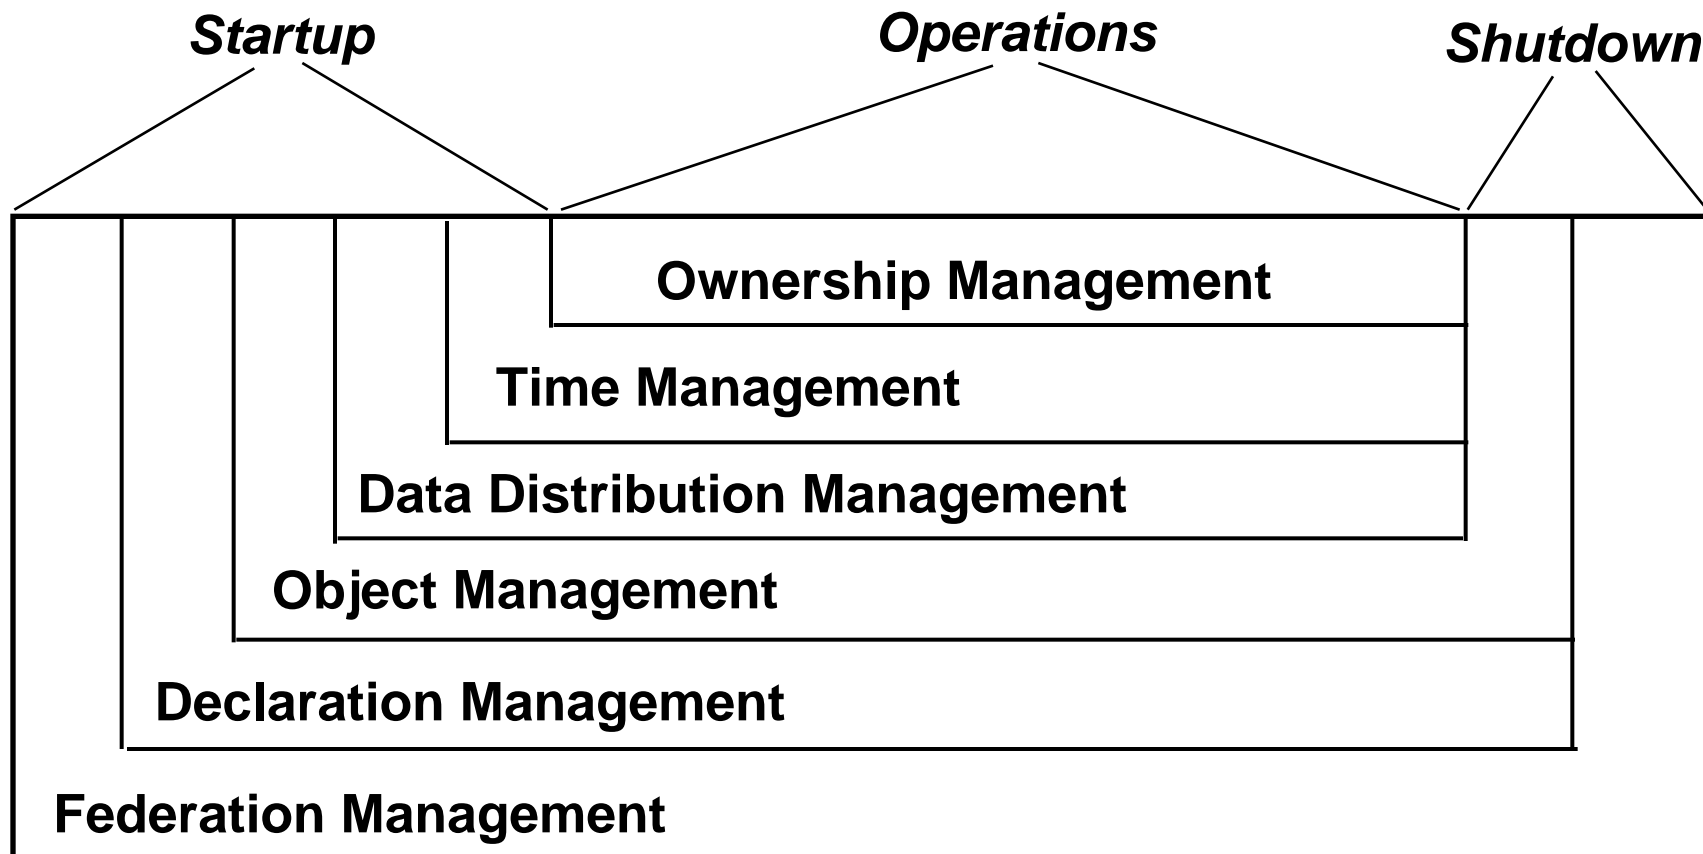 Startup
Operations
Shutdown
Ownership Management
Time Management
Data Distribution Management
Object Management
Declaration Management
Federation Management